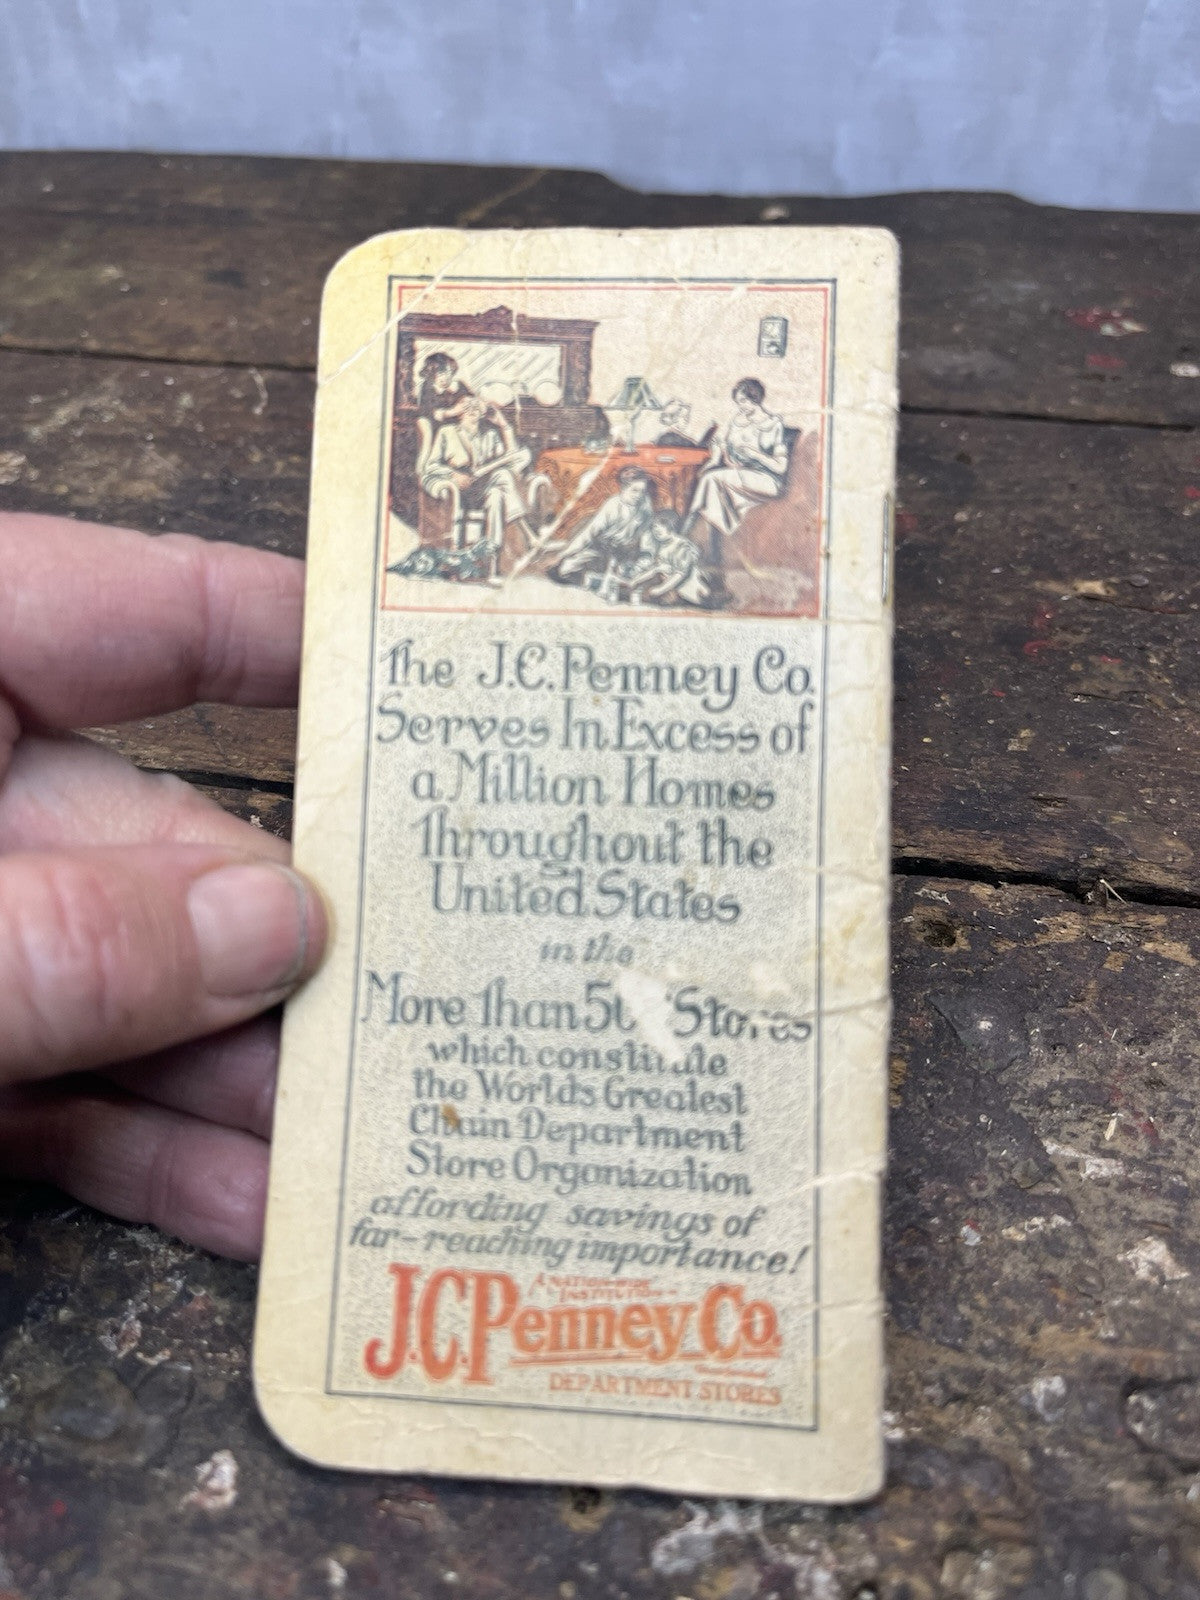 The J.C. Penney Co.
Serves In Excess of
a Million Homes
Throughout the
United States
in the
More Than Stores
which constitute
the Worlds Greatest
Chain Department
Store Organization
affording savings of
far-reaching importance!
A NATION-WIDE
INSTITUTION-
J.C. Penney Co.
DEPARTMENT STORES